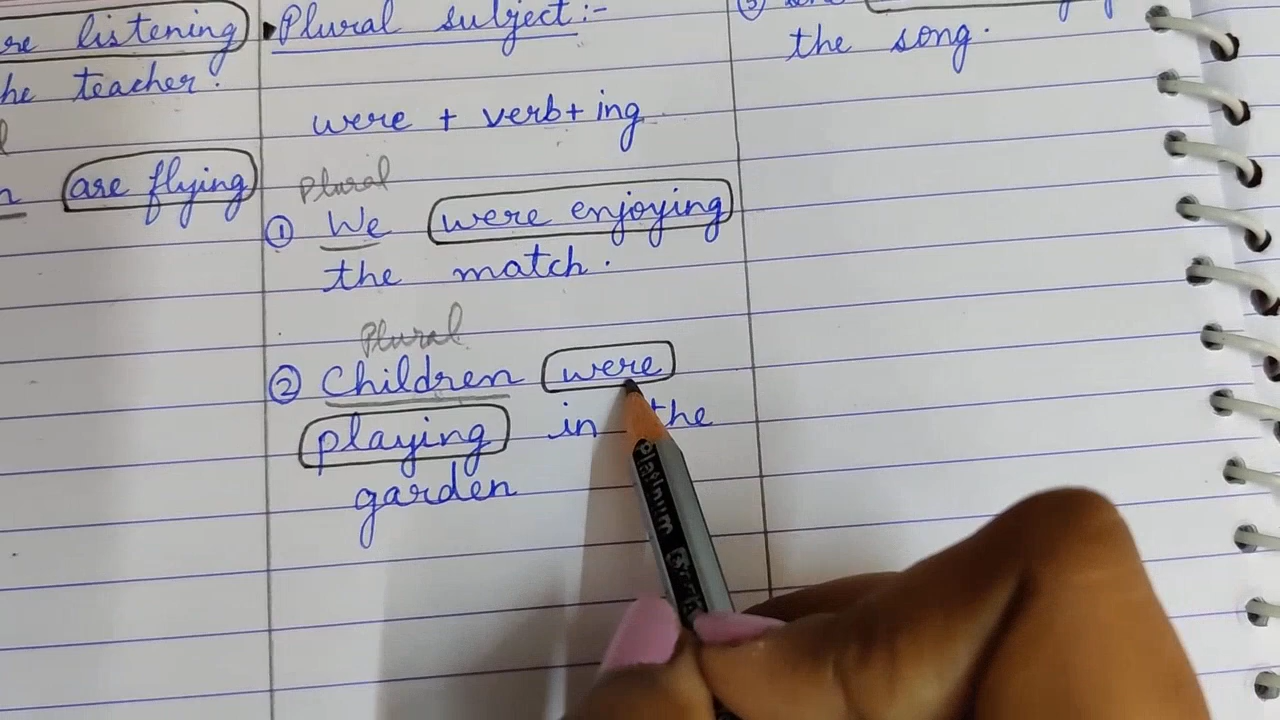 re listening
he teacher.
are flying
Plural subject:-
were + verb+ing
Plural
① We were enjoying
the match.
Plural
② Children were
playing in the
garden
the song.
Platinum